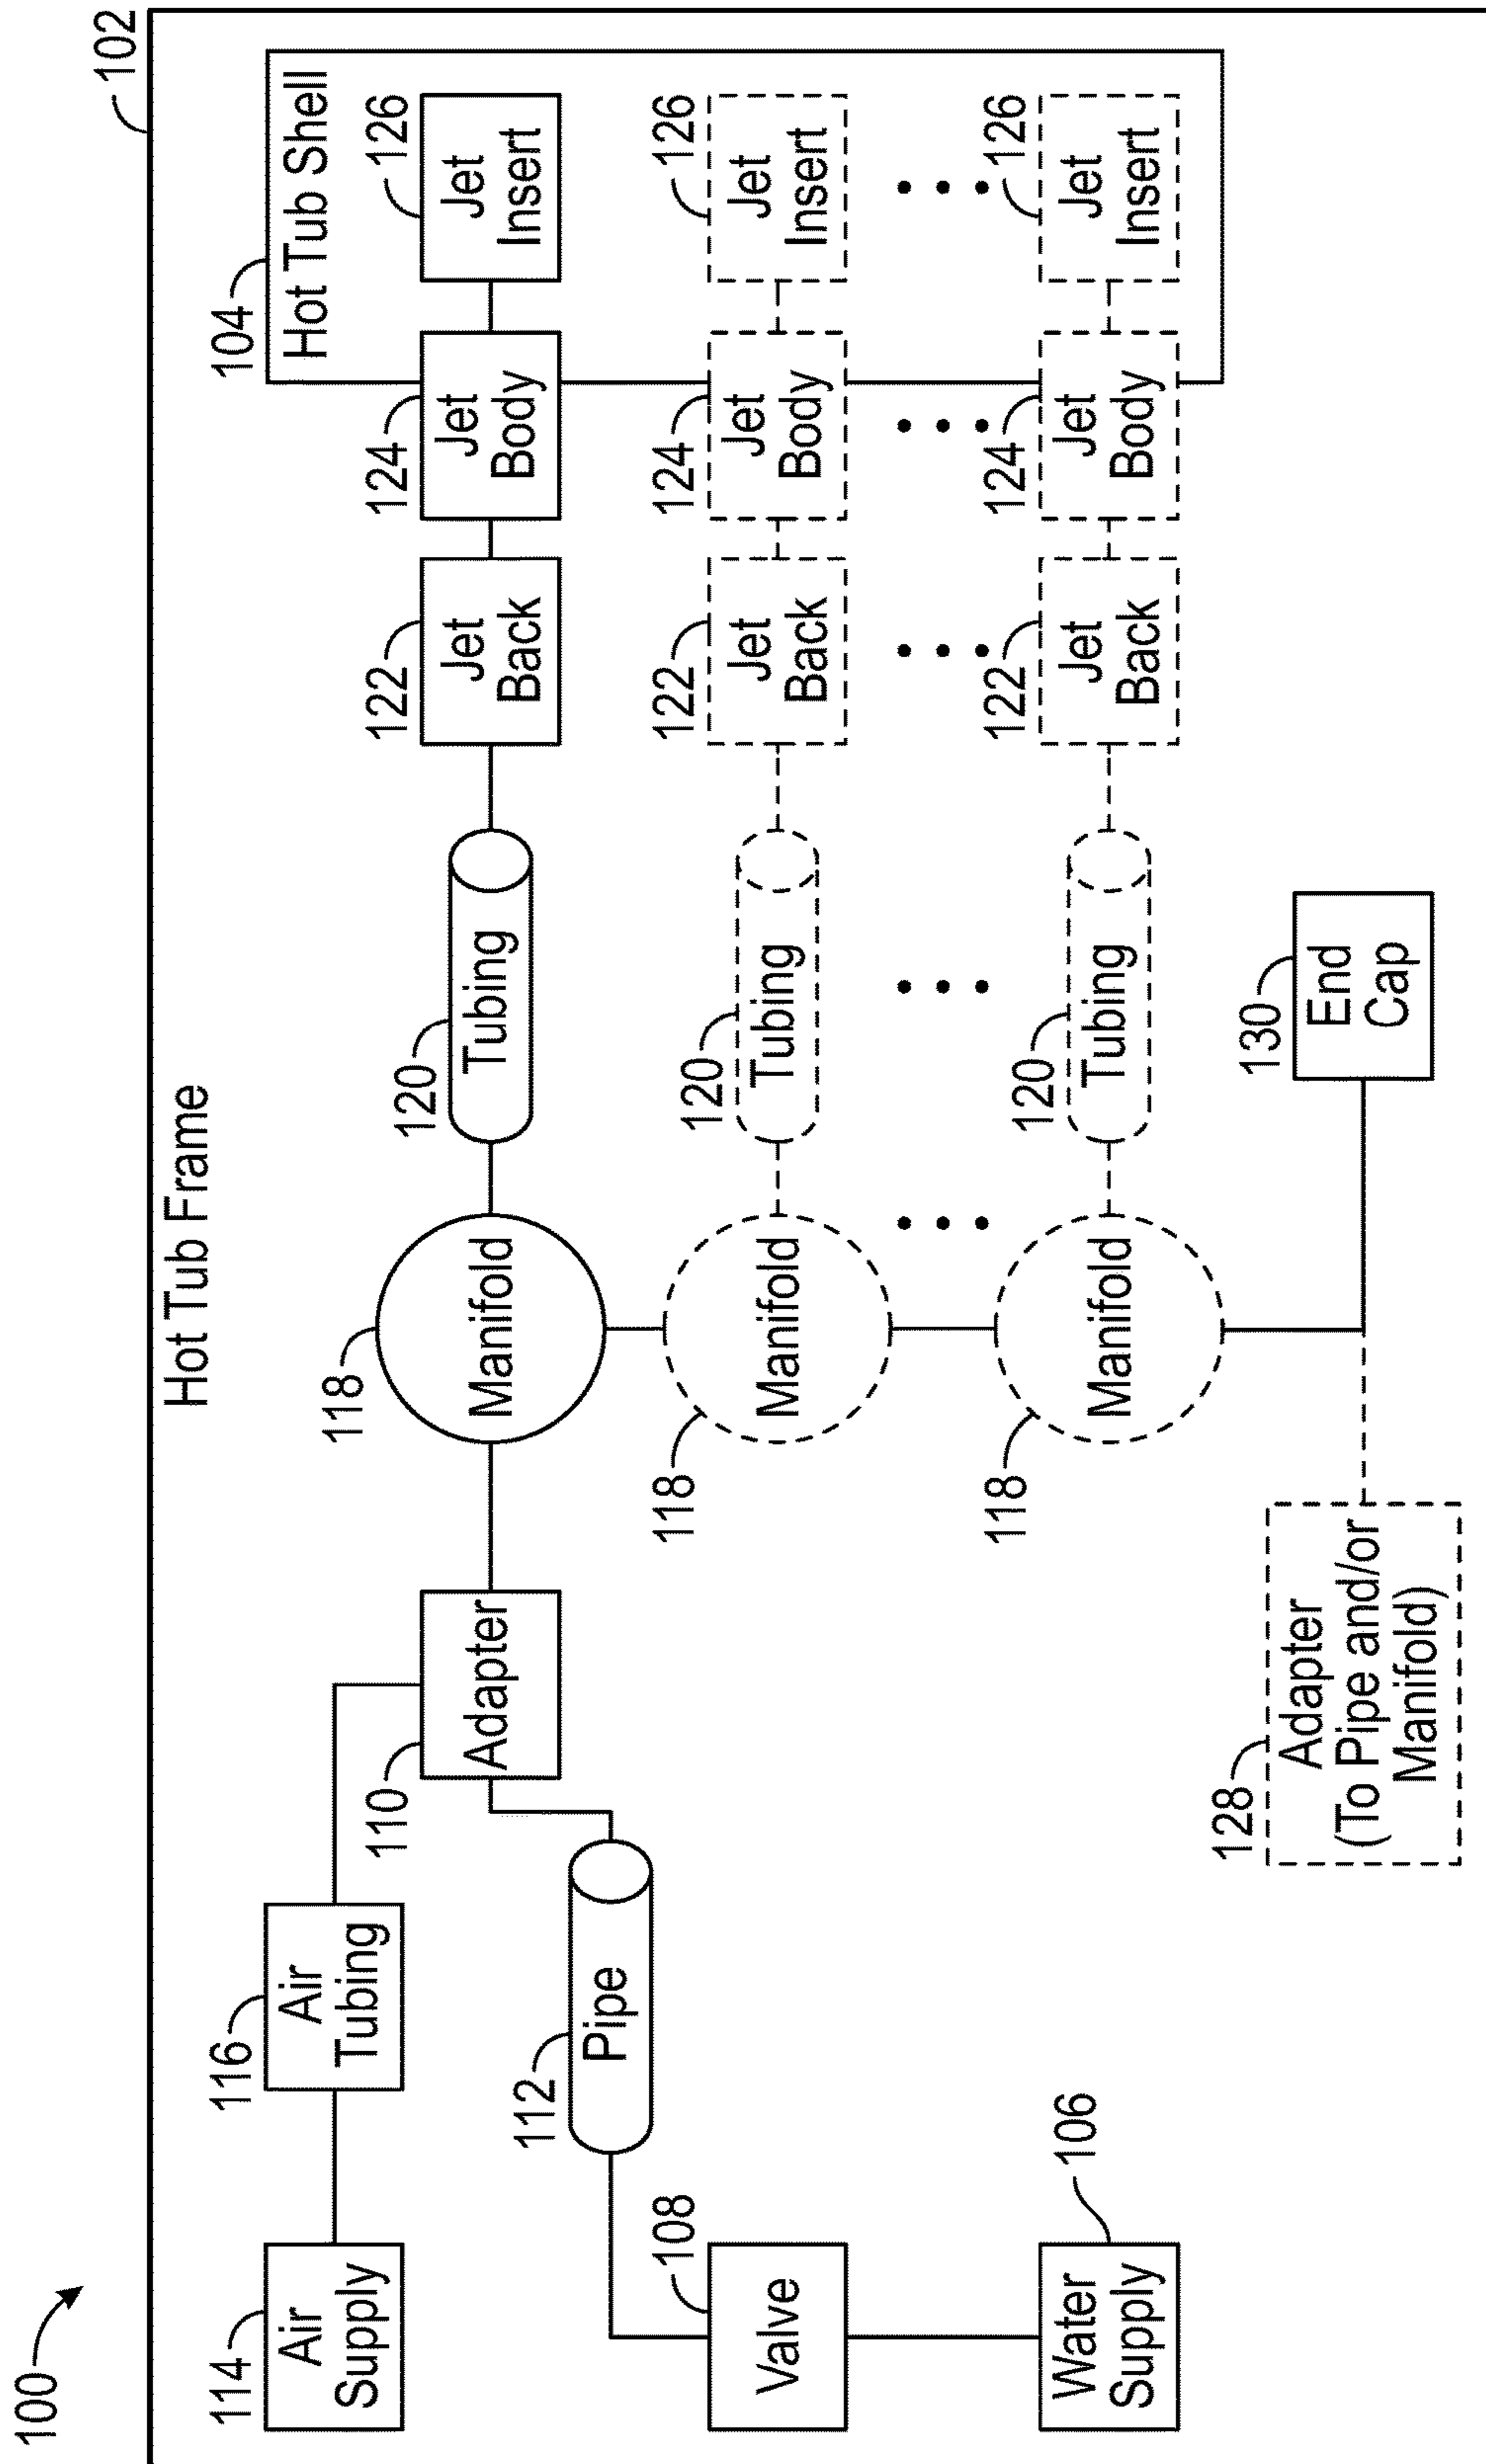 100
102
Hot Tub Frame
104
Hot Tub Shell
114
Air
Supply
116
Air
Tubing
110
Adapter
118
Manifold
120
Tubing
122
Jet
Back
124
Jet
Body
126
Jet
Insert
112
Pipe
108
Valve
118
Manifold
120
Tubing
122
Jet
Back
124
Jet
Body
126
Jet
Insert
106
Water
Supply
118
Manifold
120
Tubing
122
Jet
Back
124
Jet
Body
126
Jet
Insert
128
Adapter
(To Pipe and/or
Manifold)
130
End
Cap